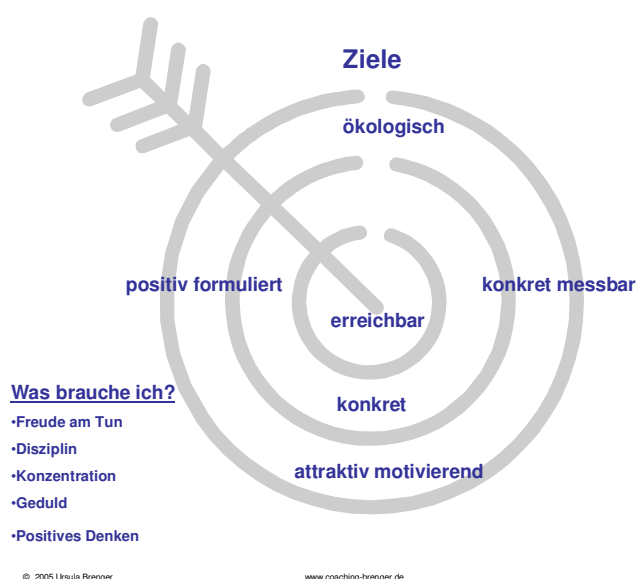 Ziele
ökologisch
positiv formuliert
konkret messbar
erreichbar
konkret
attraktiv motivierend
Was brauche ich?
•Freude am Tun
•Disziplin
•Konzentration
•Geduld
•Positives Denken
© 2005 Ursula Brenger
www.coaching-brenger.de